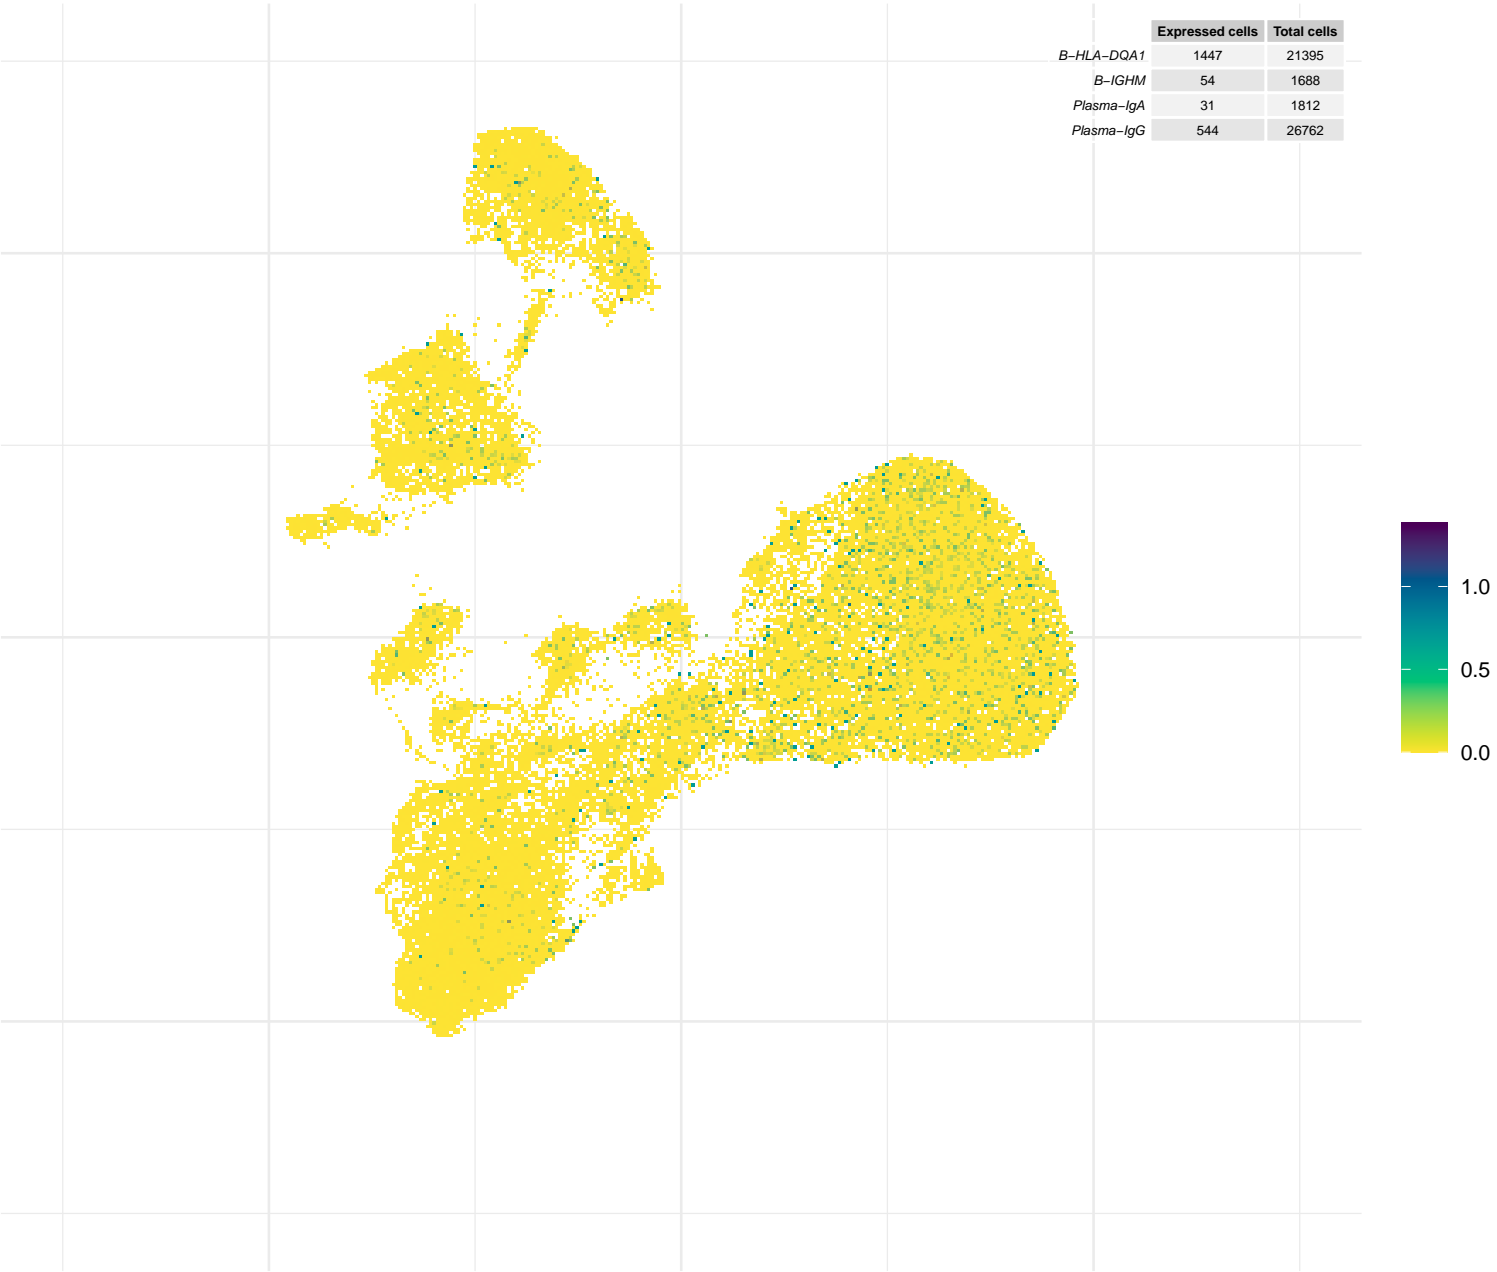 Expressed cells Total cells
B−HLA−DQA1 1447 21395
B−IGHM 54 1688
Plasma−IgA 31 1812
Plasma−IgG 544 26762
1.0
0.5
0.0